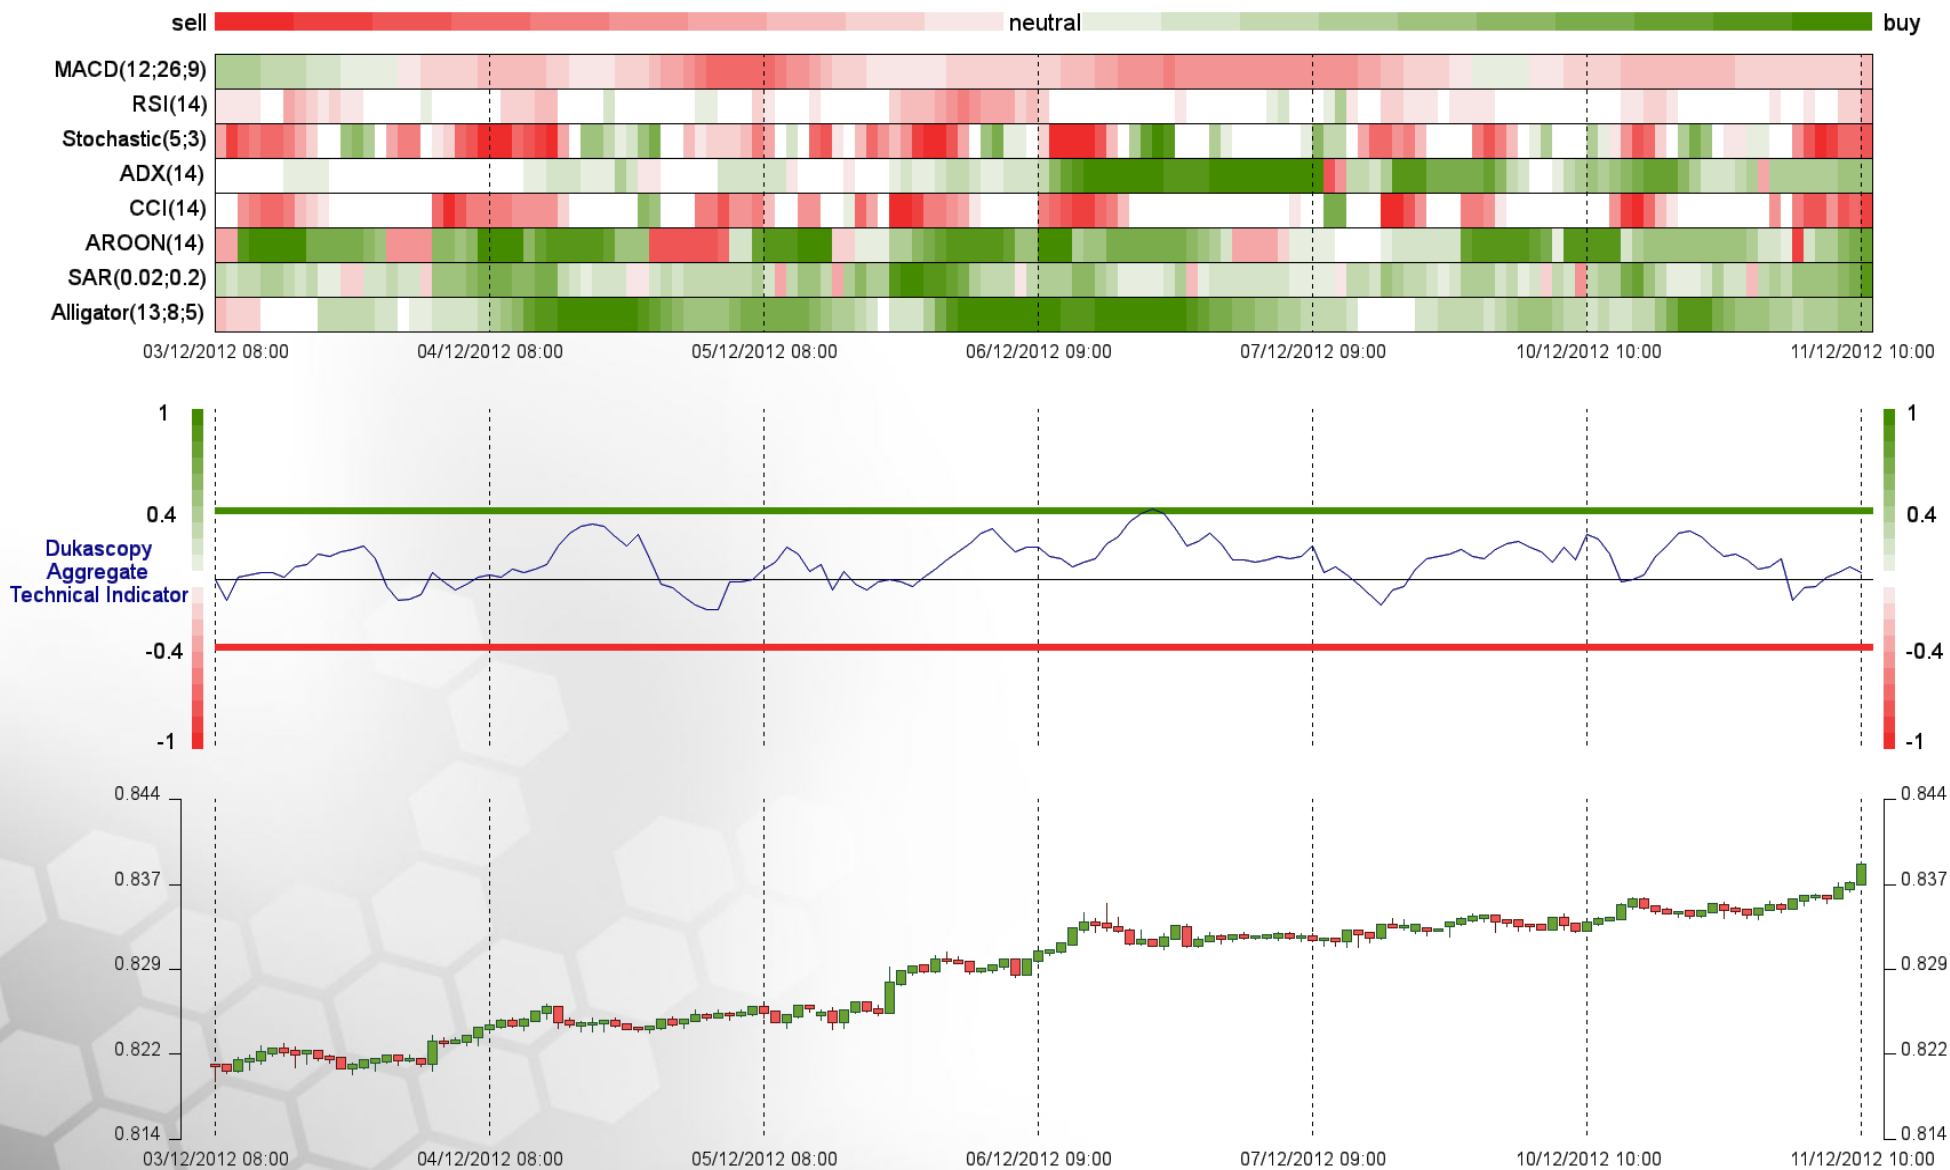 sell neutral buy
MACD(12;26;9)
RSI(14)
Stochastic(5;3)
ADX(14)
CCI(14)
AROON(14)
SAR(0.02;0.2)
Alligator(13;8;5)
03/12/2012 08:00 04/12/2012 08:00 05/12/2012 08:00 06/12/2012 09:00 07/12/2012 09:00 10/12/2012 10:00 11/12/2012 10:00
1 1
0.4 0.4
Dukascopy
Aggregate
Technical Indicator
-0.4 -0.4
-1 -1
0.844 0.844
0.837 0.837
0.829 0.829
0.822 0.822
0.814 0.814
03/12/2012 08:00 04/12/2012 08:00 05/12/2012 08:00 06/12/2012 09:00 07/12/2012 09:00 10/12/2012 10:00 11/12/2012 10:00